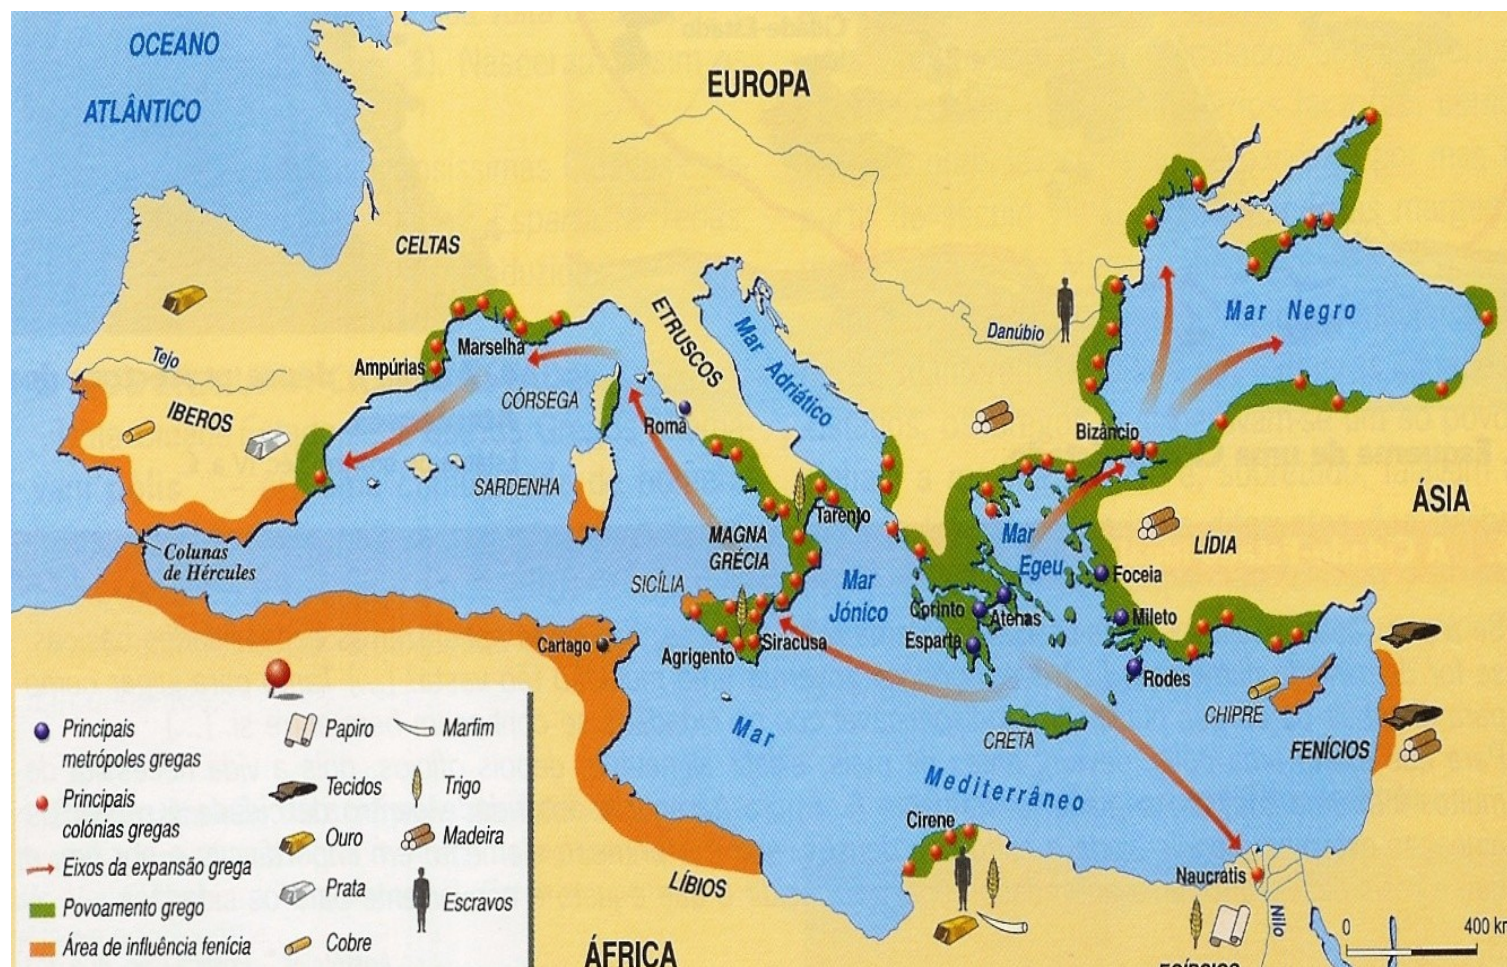 OCEANO
ATLÂNTICO
EUROPA
CELTAS
ETRUSCOS
Mar Adriático
Danúbio
Mar Negro
Tejo
Ampúrias
Marselha
CÓRSEGA
Roma
IBEROS
SARDENHA
Bizâncio
ÁSIA
Colunas
de Hércules
MAGNA
GRÉCIA
Tarento
Mar
Egeu
LÍDIA
SICÍLIA
Mar
Jónico
Foceia
Corinto
Atenas
Mileto
Cartago
Agrigento
Siracusa
Esparta
Rodes
CHIPRE
CRETA
FENÍCIOS
Mar
Mediterrâneo
Cirene
Naucrátis
LÍBIOS
Nilo
ÁFRICA
EGÍPCIOS
0 400 km
Principais
metrópoles gregas
Principais
colónias gregas
Eixos da expansão grega
Povoamento grego
Área de influência fenícia
Papiro
Tecidos
Ouro
Prata
Cobre
Marfim
Trigo
Madeira
Escravos